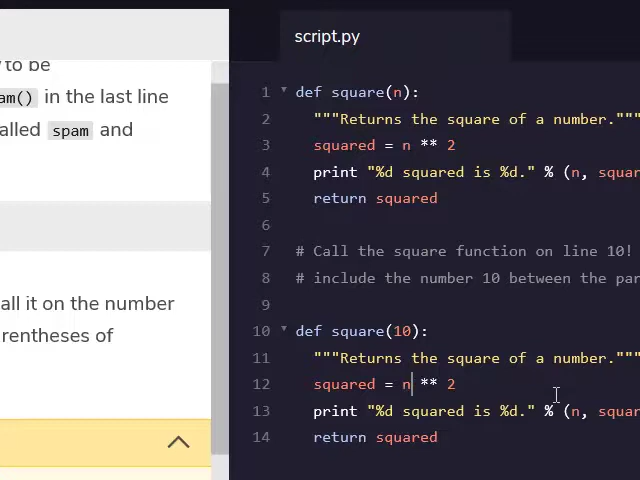 to be
am() in the last line
alled spam and
all it on the number
rentheses of
script.py
1 def square(n):
2 """Returns the square of a number."""
3 squared = n ** 2
4 print "%d squared is %d." % (n, squar
5 return squared
6
7 # Call the square function on line 10!
8 # include the number 10 between the par
9
10 def square(10):
11 """Returns the square of a number."""
12 squared = n ** 2
13 print "%d squared is %d." % (n, squar
14 return squared